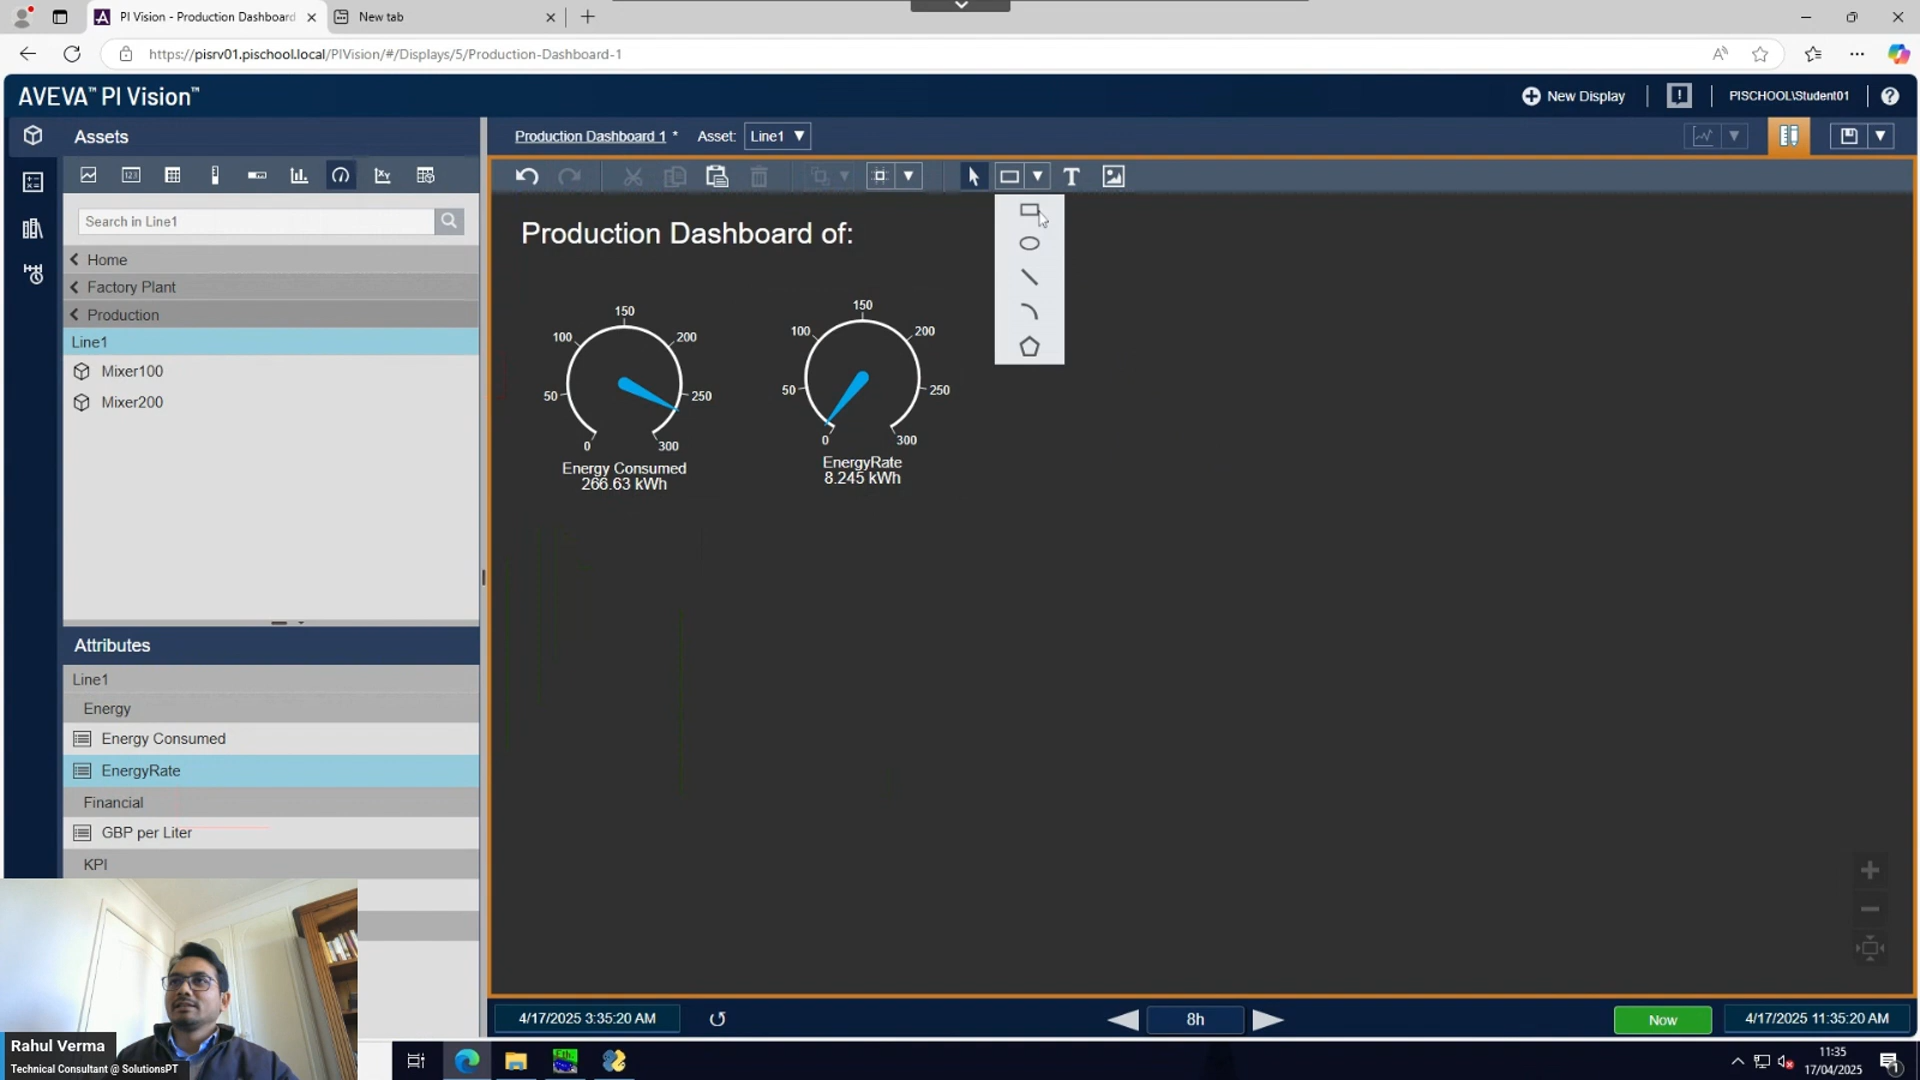 PI Vision - Production Dashboard
New tab
https://pisrv01.pischool.local/PIVision/#/Displays/5/Production-Dashboard-1
AVEVA™ PI Vision™
New Display
PISCHOOL\Student01
Assets
Production Dashboard 1 *
Asset:
Line1
Search in Line1
Production Dashboard of:
Home
Factory Plant
Production
Line1
Mixer100
Mixer200
0
50
100
150
200
250
300
Energy Consumed
266.63 kWh
0
50
100
150
200
250
300
EnergyRate
8.245 kWh
Attributes
Line1
Energy
Energy Consumed
EnergyRate
Financial
GBP per Liter
KPI
4/17/2025 3:35:20 AM
8h
Now
4/17/2025 11:35:20 AM
Rahul Verma
Technical Consultant @ SolutionsPT
11:35
17/04/2025